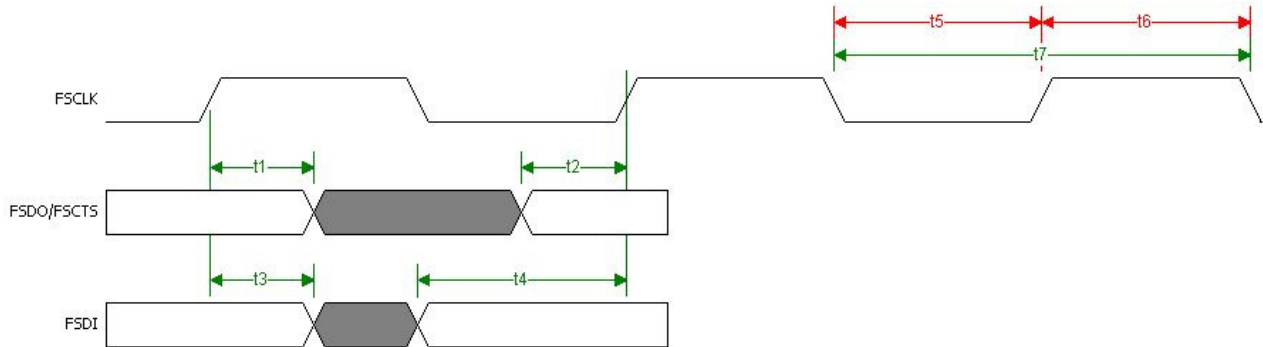 t5
t6
t7
FSCLK
t1
t2
FSDO/FSCTS
t3
t4
FSDI